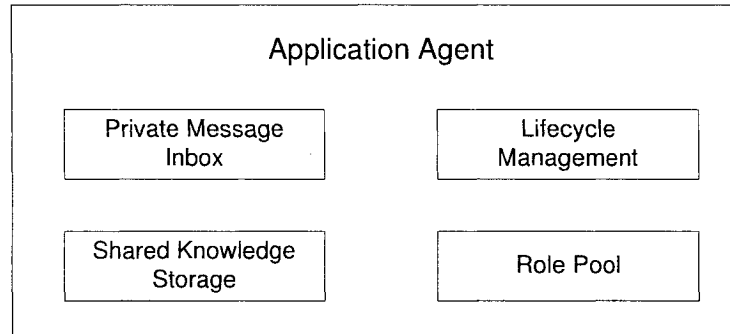 Application Agent
Private Message
Inbox
Lifecycle
Management
Shared Knowledge
Storage
Role Pool